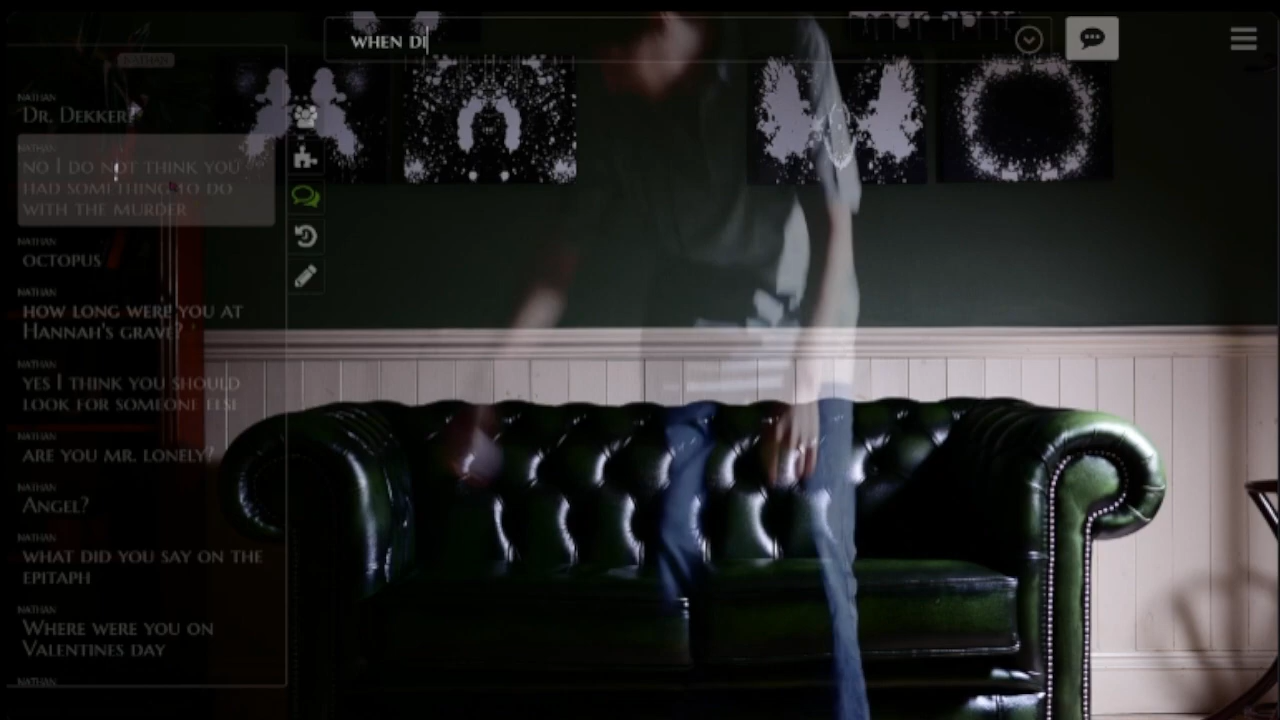 WHEN DI
NATHAN
NATHAN
DR. DEKKER?
NATHAN
NO I DO NOT THINK YOU
HAD SOMETHING TO DO
WITH THE MURDER
NATHAN
OCTOPUS
NATHAN
HOW LONG WERE YOU AT
HANNAH'S GRAVE?
NATHAN
YES I THINK YOU SHOULD
LOOK FOR SOMEONE ELSE
NATHAN
ARE YOU MR. LONELY?
NATHAN
ANGEL?
NATHAN
WHAT DID YOU SAY ON THE
EPITAPH
NATHAN
WHERE WERE YOU ON
VALENTINES DAY
NATHAN